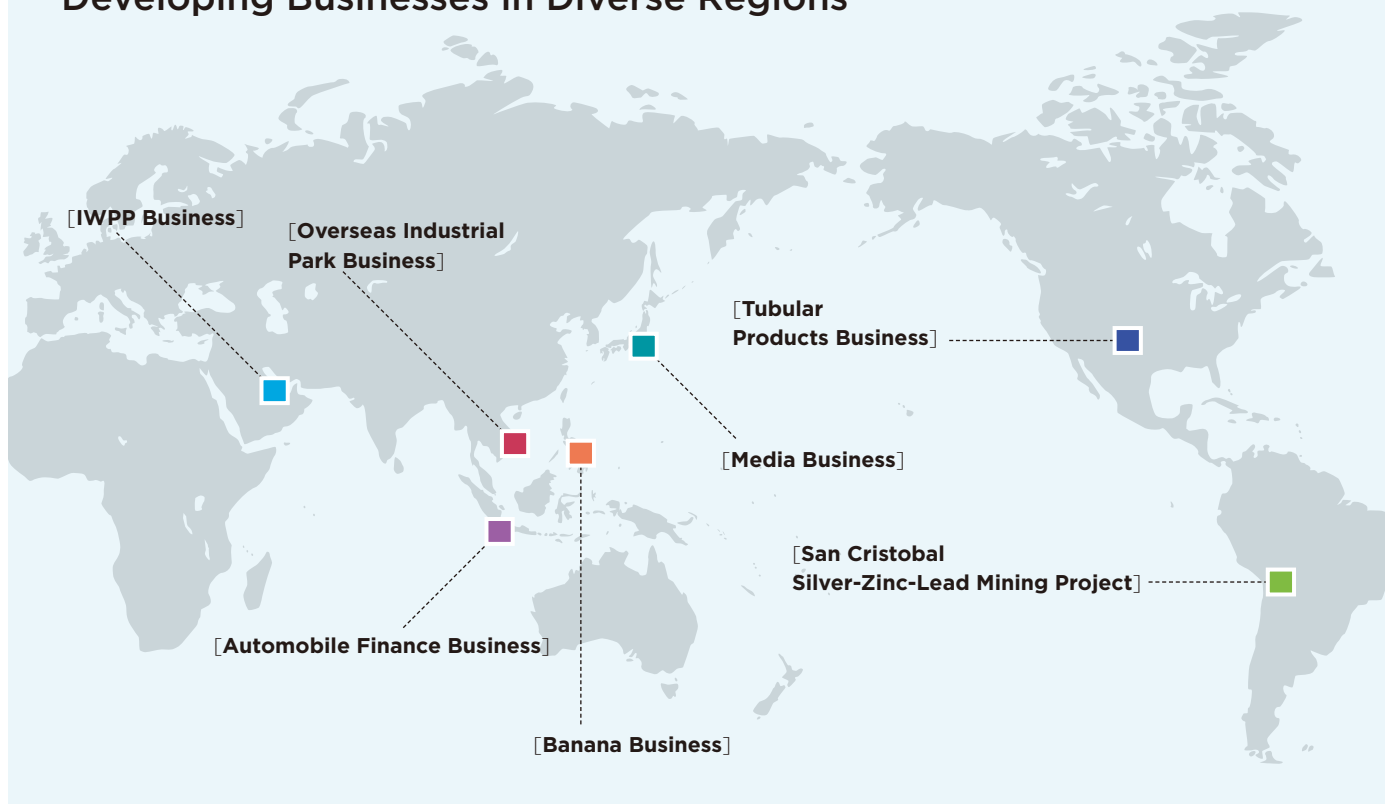 Developing Businesses in Diverse Regions
[IWPP Business]
[Overseas Industrial
Park Business]
[Tubular
Products Business]
[Media Business]
[San Cristobal
Silver-Zinc-Lead Mining Project]
[Automobile Finance Business]
[Banana Business]